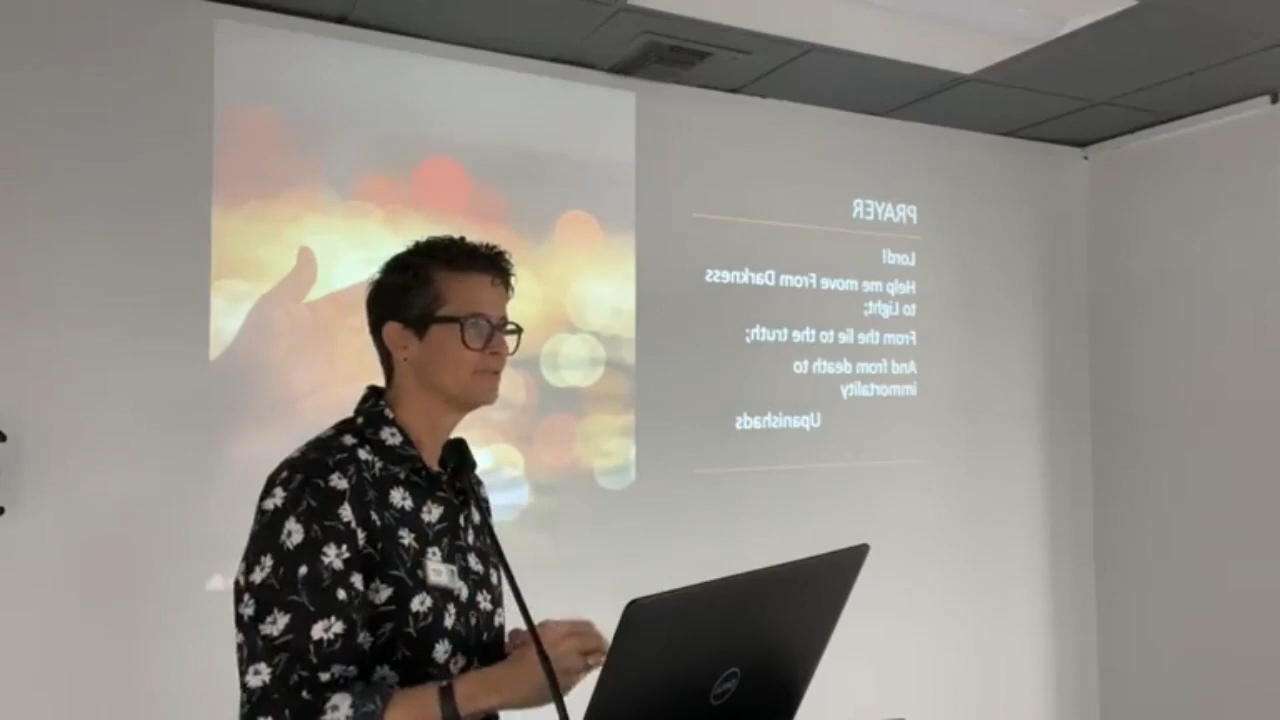 PRAYER
Lord!
Help me move From Darkness
to Light;
From the lie to the truth;
And from death to
immortality
Upanishads
DELL